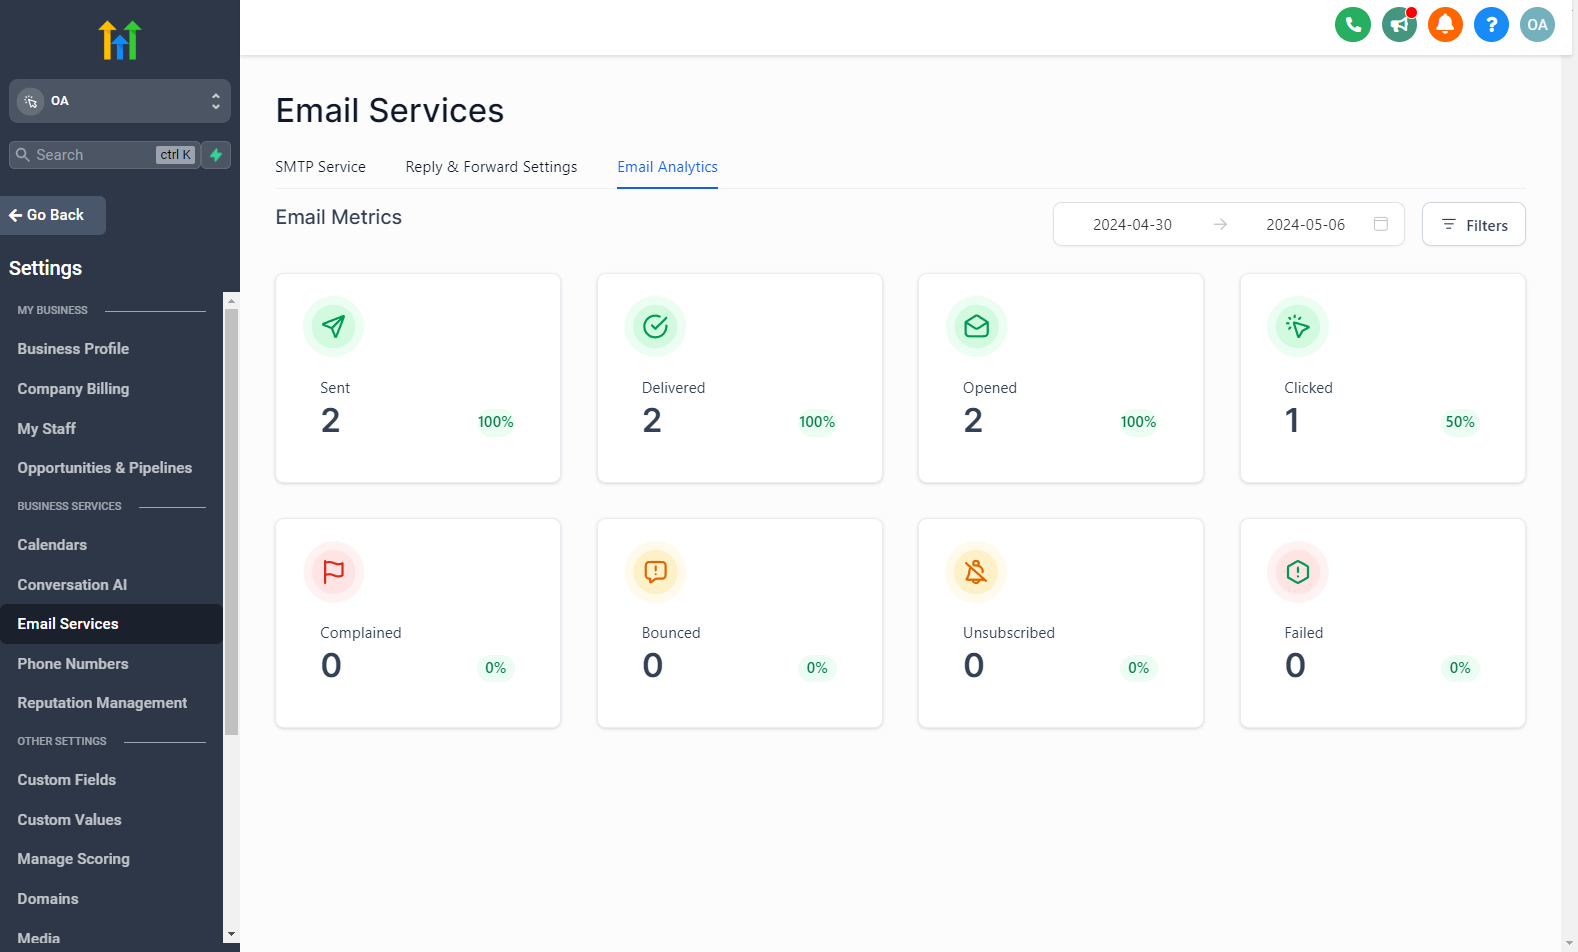 OA
Search ctrl K
Go Back
Settings
MY BUSINESS
Business Profile
Company Billing
My Staff
Opportunities & Pipelines
BUSINESS SERVICES
Calendars
Conversation AI
Email Services
Phone Numbers
Reputation Management
OTHER SETTINGS
Custom Fields
Custom Values
Manage Scoring
Domains
Media
? OA
Email Services
SMTP Service Reply & Forward Settings Email Analytics
Email Metrics
2024-04-30 → 2024-05-06 Filters
Sent
2 100%
Delivered
2 100%
Opened
2 100%
Clicked
1 50%
Complained
0 0%
Bounced
0 0%
Unsubscribed
0 0%
Failed
0 0%